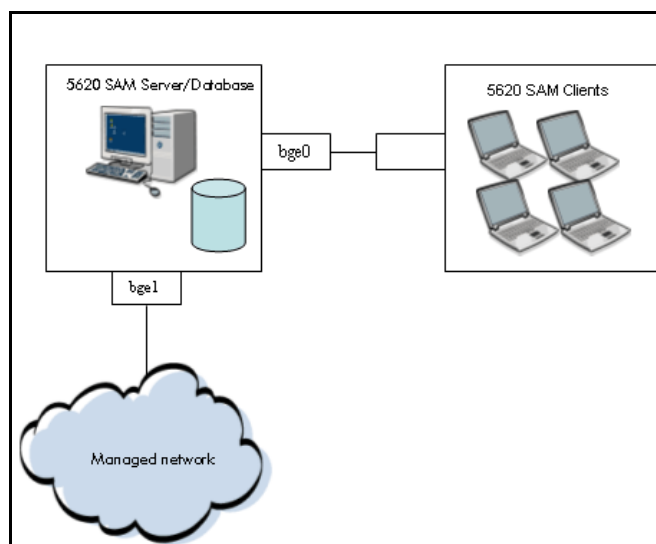 5620 SAM Server/Database
5620 SAM Clients
bge0
bge1
Managed network